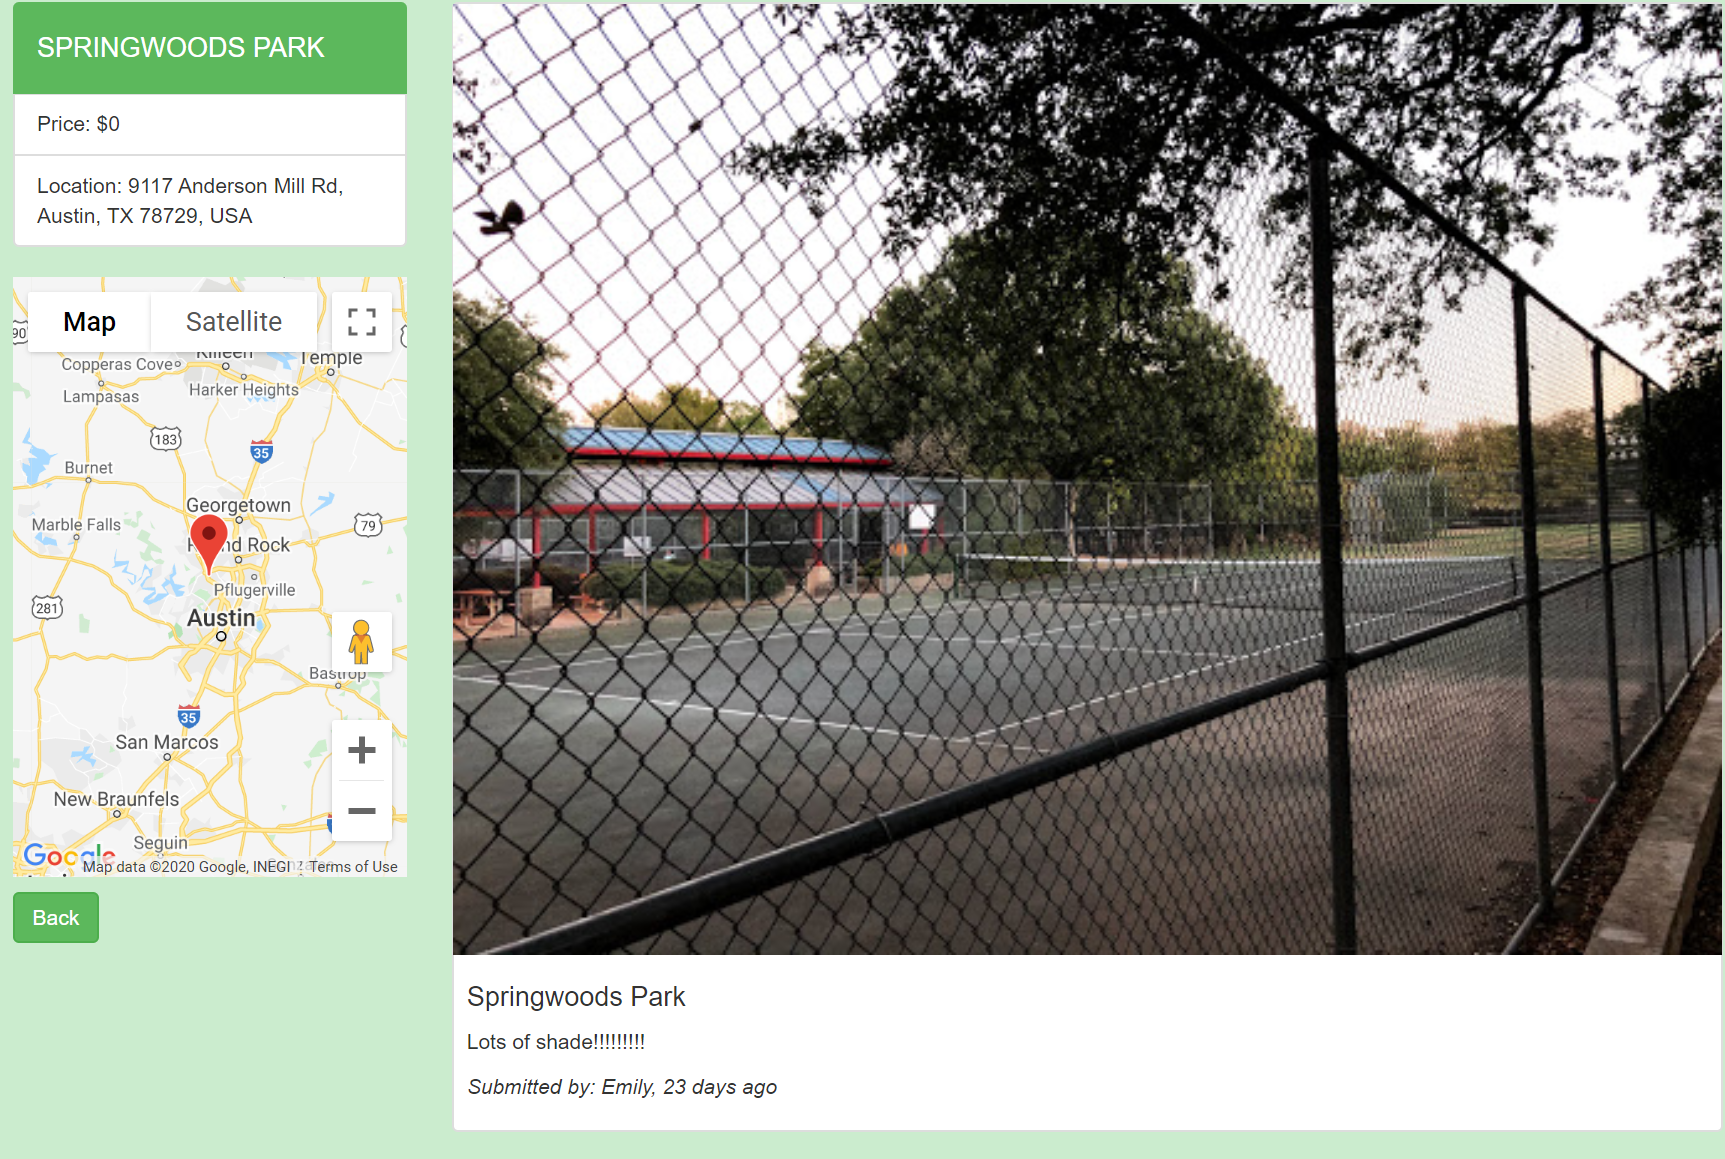 SPRINGWOODS PARK
Price: $0
Location: 9117 Anderson Mill Rd,
Austin, TX 78729, USA
Map
Satellite
90
Killeen
Temple
Copperas Cove
Harker Heights
Lampasas
183
35
Burnet
Georgetown
Marble Falls
79
nd Rock
Pflugerville
281
Austin
Bastrop
35
San Marcos
New Braunfels
Seguin
Google
Map data ©2020 Google, INEGI
Terms of Use
Back
Springwoods Park
Lots of shade!!!!!!!!!
Submitted by: Emily, 23 days ago